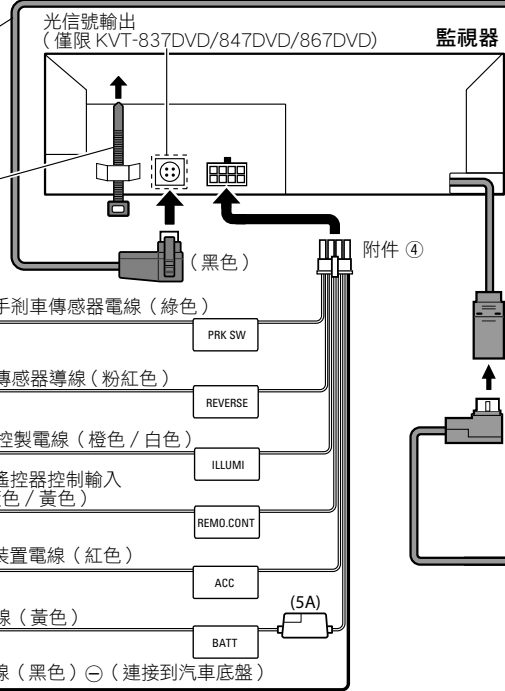 光信號輸出
(僅限 KVT-837DVD/847DVD/867DVD)
監視器
(黑色)
附件 ④
手剎車傳感器電線(綠色)
PRK SW
傳感器導線(粉紅色)
REVERSE
控製電線(橙色 / 白色)
ILLUMI
遙控器控制輸入
色 / 黃色)
REMO.CONT
裝置電線(紅色)
ACC
(5A)
線(黃色)
BATT
線(黑色)⊖(連接到汽車底盤)